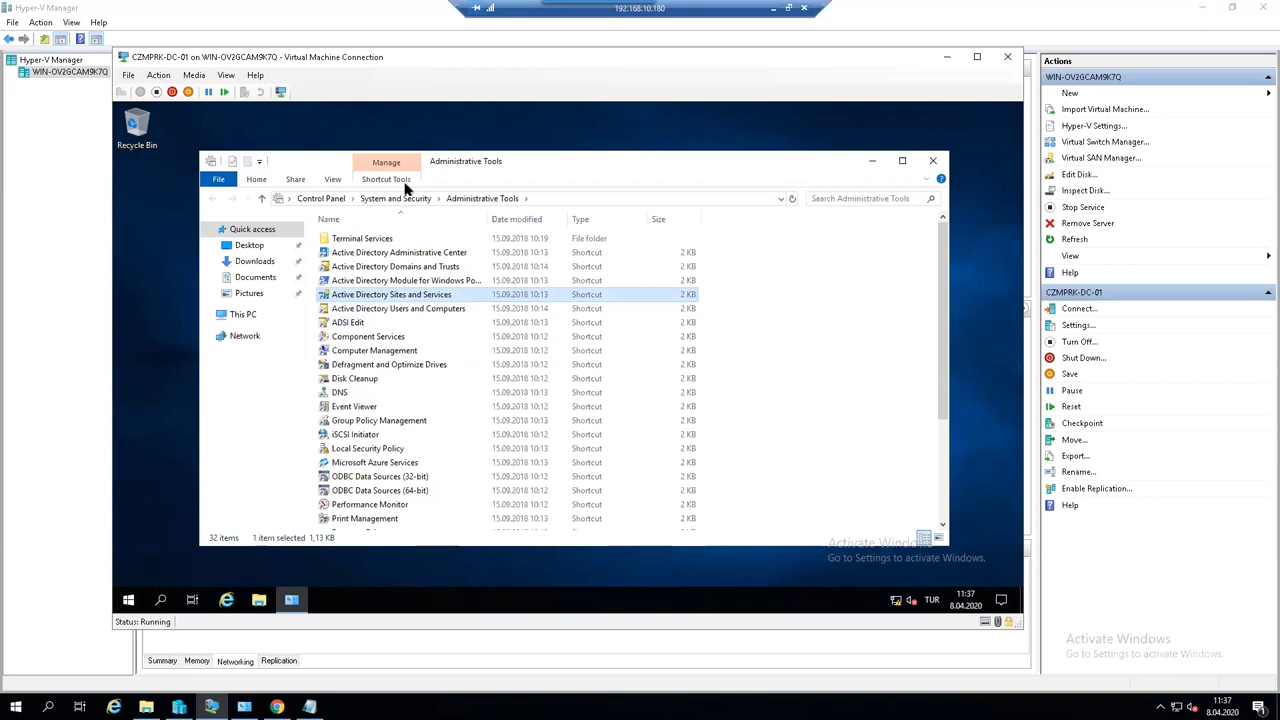 Hyper-V Manager
192.168.10.180
File Action View Help
Hyper-V Manager
WIN-OV2GCAM9K7Q
CZMPRK-DC-01 on WIN-OV2GCAM9K7Q - Virtual Machine Connection
File Action Media View Help
Recycle Bin
Manage
Administrative Tools
File Home Share View Shortcut Tools
Control Panel System and Security Administrative Tools
Search Administrative Tools
Name Date modified Type Size
Quick access
Desktop
Downloads
Documents
Pictures
This PC
Network
Terminal Services 15.09.2018 10:19 File folder
Active Directory Administrative Center 15.09.2018 10:13 Shortcut 2 KB
Active Directory Domains and Trusts 15.09.2018 10:14 Shortcut 2 KB
Active Directory Module for Windows Po... 15.09.2018 10:13 Shortcut 2 KB
Active Directory Sites and Services 15.09.2018 10:13 Shortcut 2 KB
Active Directory Users and Computers 15.09.2018 10:14 Shortcut 2 KB
ADSI Edit 15.09.2018 10:13 Shortcut 2 KB
Component Services 15.09.2018 10:12 Shortcut 2 KB
Computer Management 15.09.2018 10:12 Shortcut 2 KB
Defragment and Optimize Drives 15.09.2018 10:12 Shortcut 2 KB
Disk Cleanup 15.09.2018 10:12 Shortcut 2 KB
DNS 15.09.2018 10:13 Shortcut 2 KB
Event Viewer 15.09.2018 10:12 Shortcut 2 KB
Group Policy Management 15.09.2018 10:13 Shortcut 2 KB
iSCSI Initiator 15.09.2018 10:12 Shortcut 2 KB
Local Security Policy 15.09.2018 10:13 Shortcut 2 KB
Microsoft Azure Services 15.09.2018 10:13 Shortcut 2 KB
ODBC Data Sources (32-bit) 15.09.2018 10:12 Shortcut 2 KB
ODBC Data Sources (64-bit) 15.09.2018 10:12 Shortcut 2 KB
Performance Monitor 15.09.2018 10:12 Shortcut 2 KB
Print Management 15.09.2018 10:13 Shortcut 2 KB
32 items 1 item selected 1,13 KB
Activate Windows
Go to Settings to activate Windows.
TUR
11:37
8.04.2020
Status: Running
Summary Memory Networking Replication
Actions
WIN-OV2GCAM9K7Q
New
Import Virtual Machine...
Hyper-V Settings...
Virtual Switch Manager...
Virtual SAN Manager...
Edit Disk...
Inspect Disk...
Stop Service
Remove Server
Refresh
View
Help
CZMPRK-DC-01
Connect...
Settings...
Turn Off...
Shut Down...
Save
Pause
Reset
Checkpoint
Move...
Export...
Rename...
Enable Replication...
Help
Activate Windows
Go to Settings to activate Windows.
11:37
8.04.2020